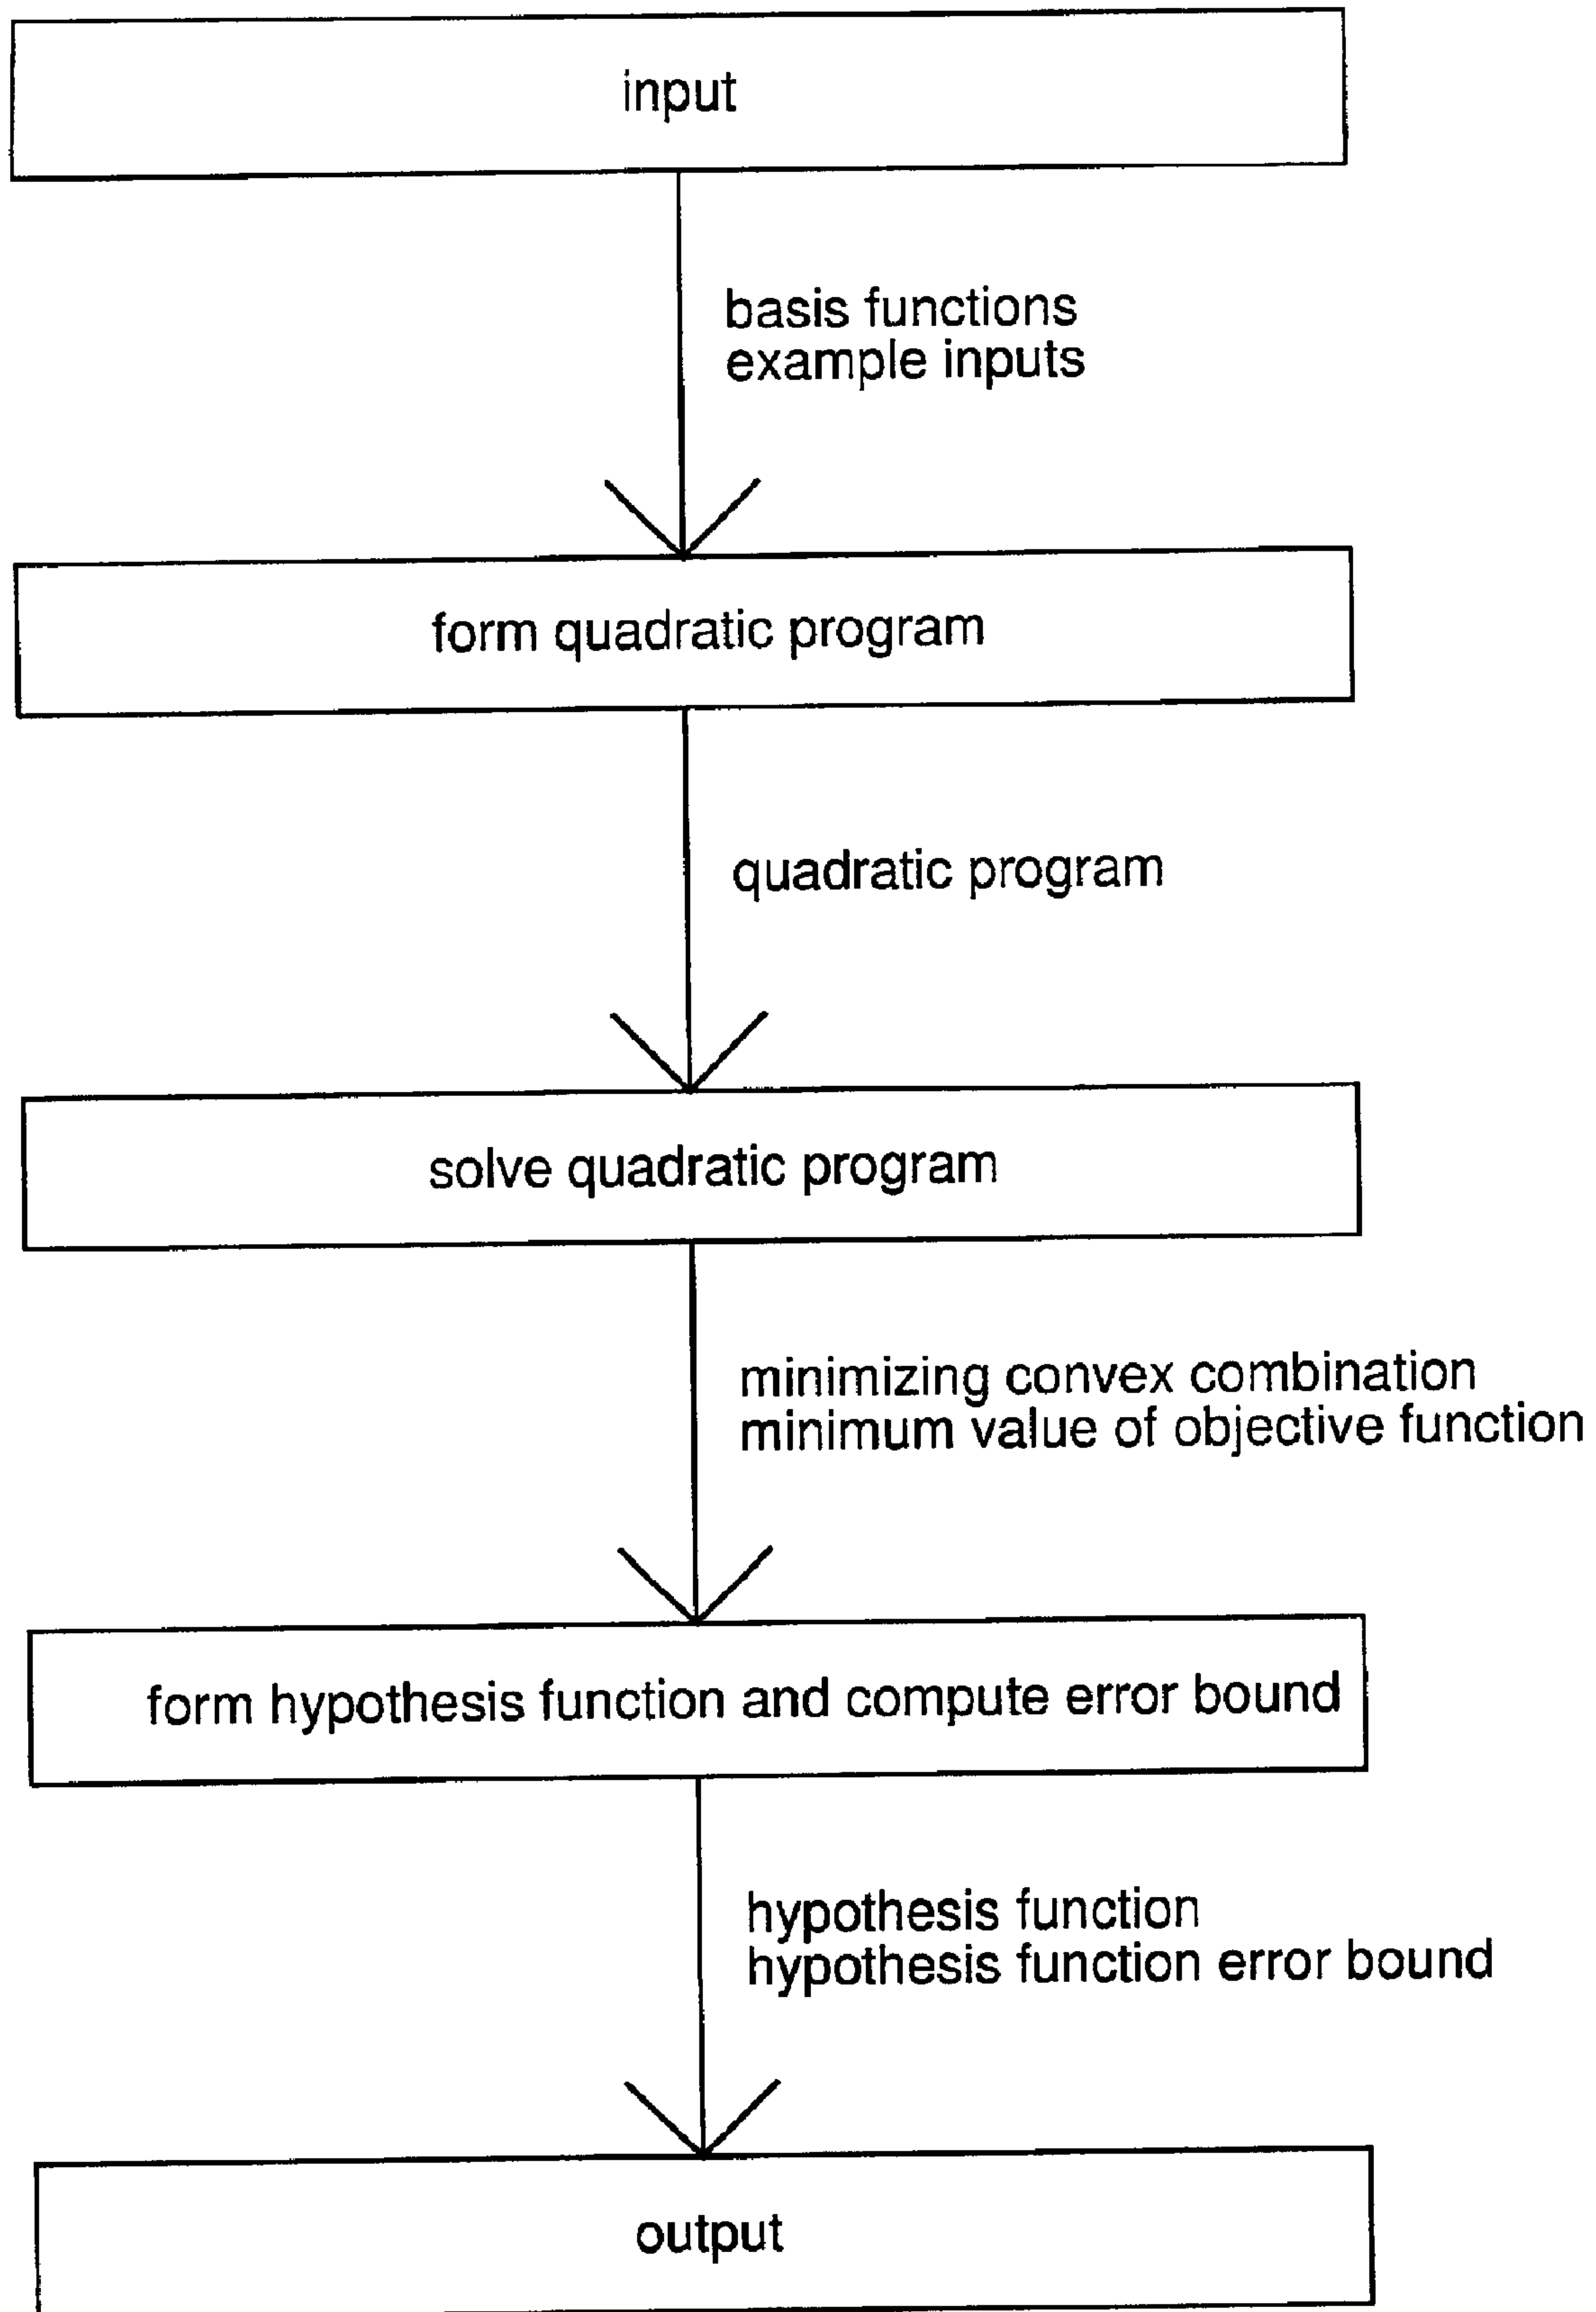 input
basis functions
example inputs
form quadratic program
quadratic program
solve quadratic program
minimizing convex combination
minimum value of objective function
form hypothesis function and compute error bound
hypothesis function
hypothesis function error bound
output